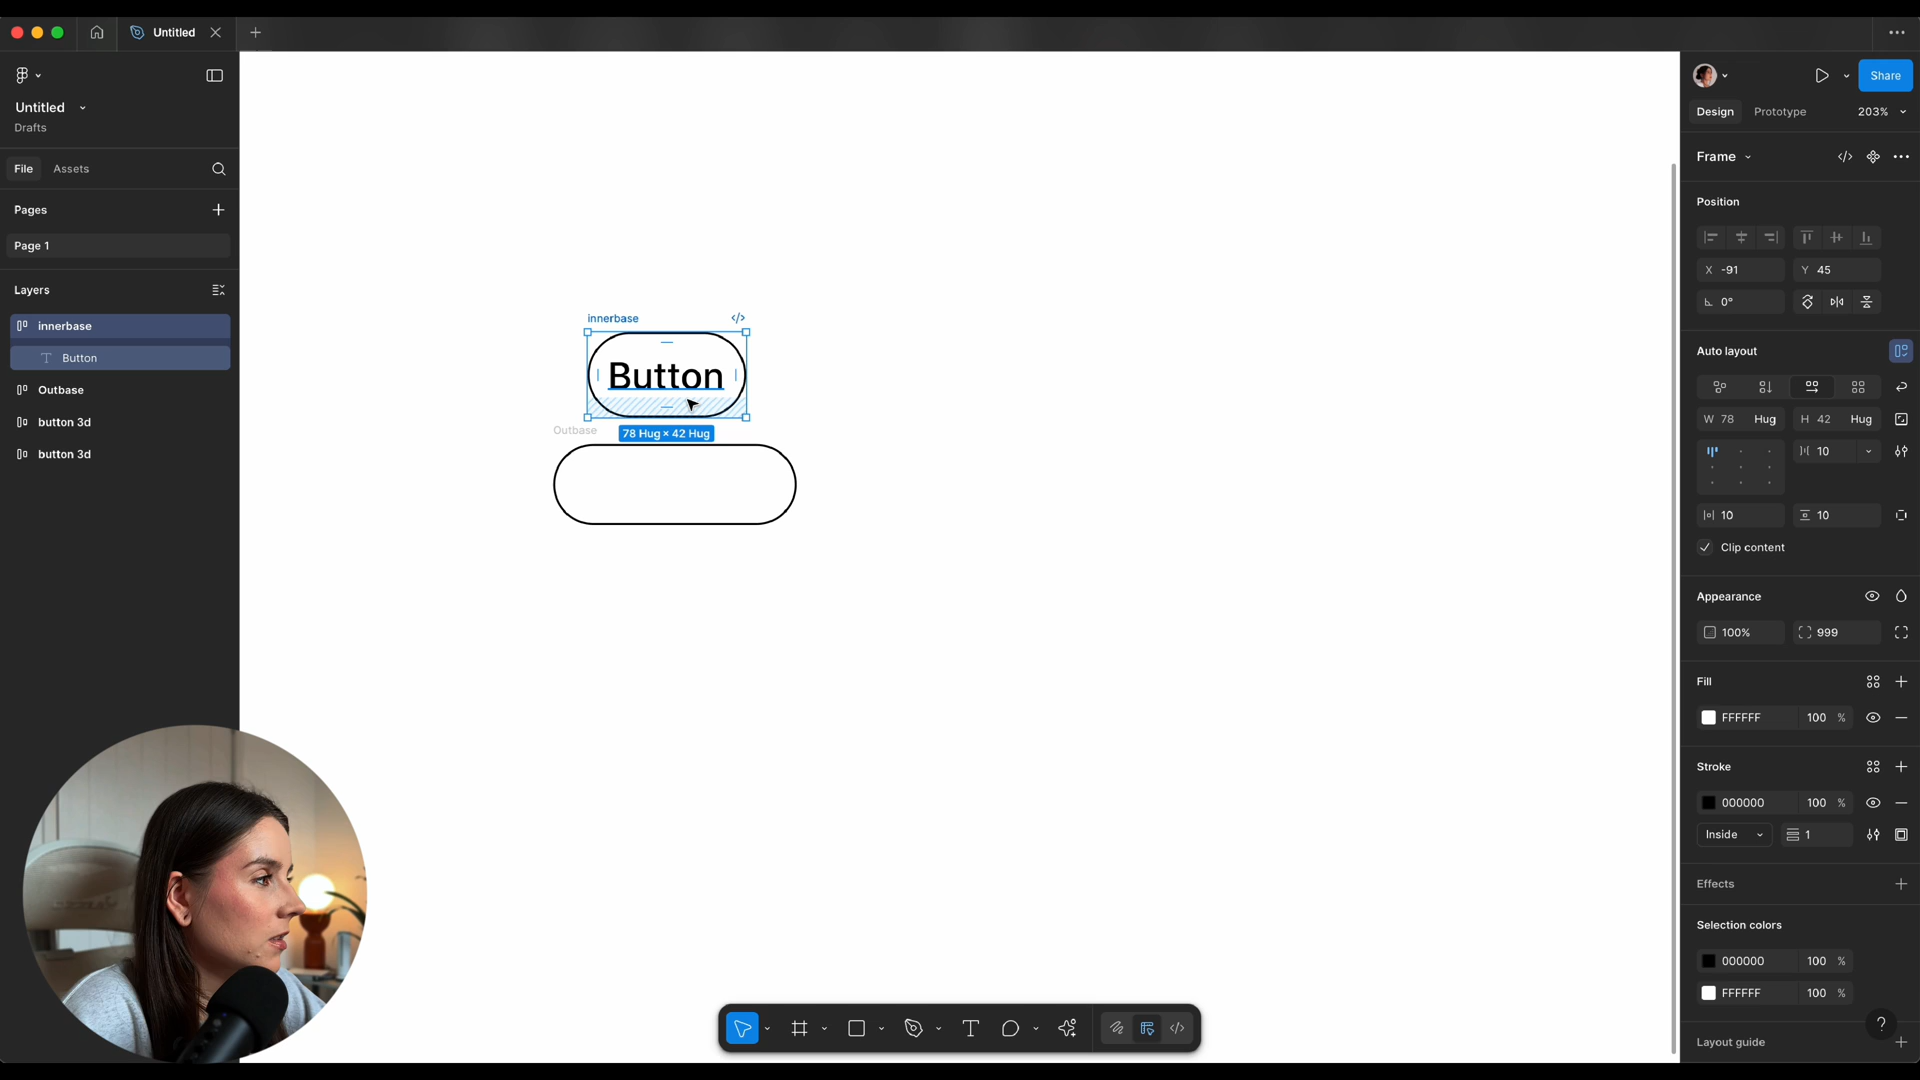 Untitled
Untitled
Drafts
File
Assets
Pages
Page 1
Layers
innerbase
Button
Outbase
button 3d
button 3d
innerbase
Button
78 Hug × 42 Hug
Outbase
Share
Design
Prototype
203%
Frame
Position
X -91
Y 45
0°
Auto layout
W 78 Hug
H 42 Hug
10
10
10
Clip content
Appearance
100%
999
Fill
FFFFFF 100 %
Stroke
000000 100 %
Inside
1
Effects
Selection colors
000000 100 %
FFFFFF 100 %
?
Layout guide